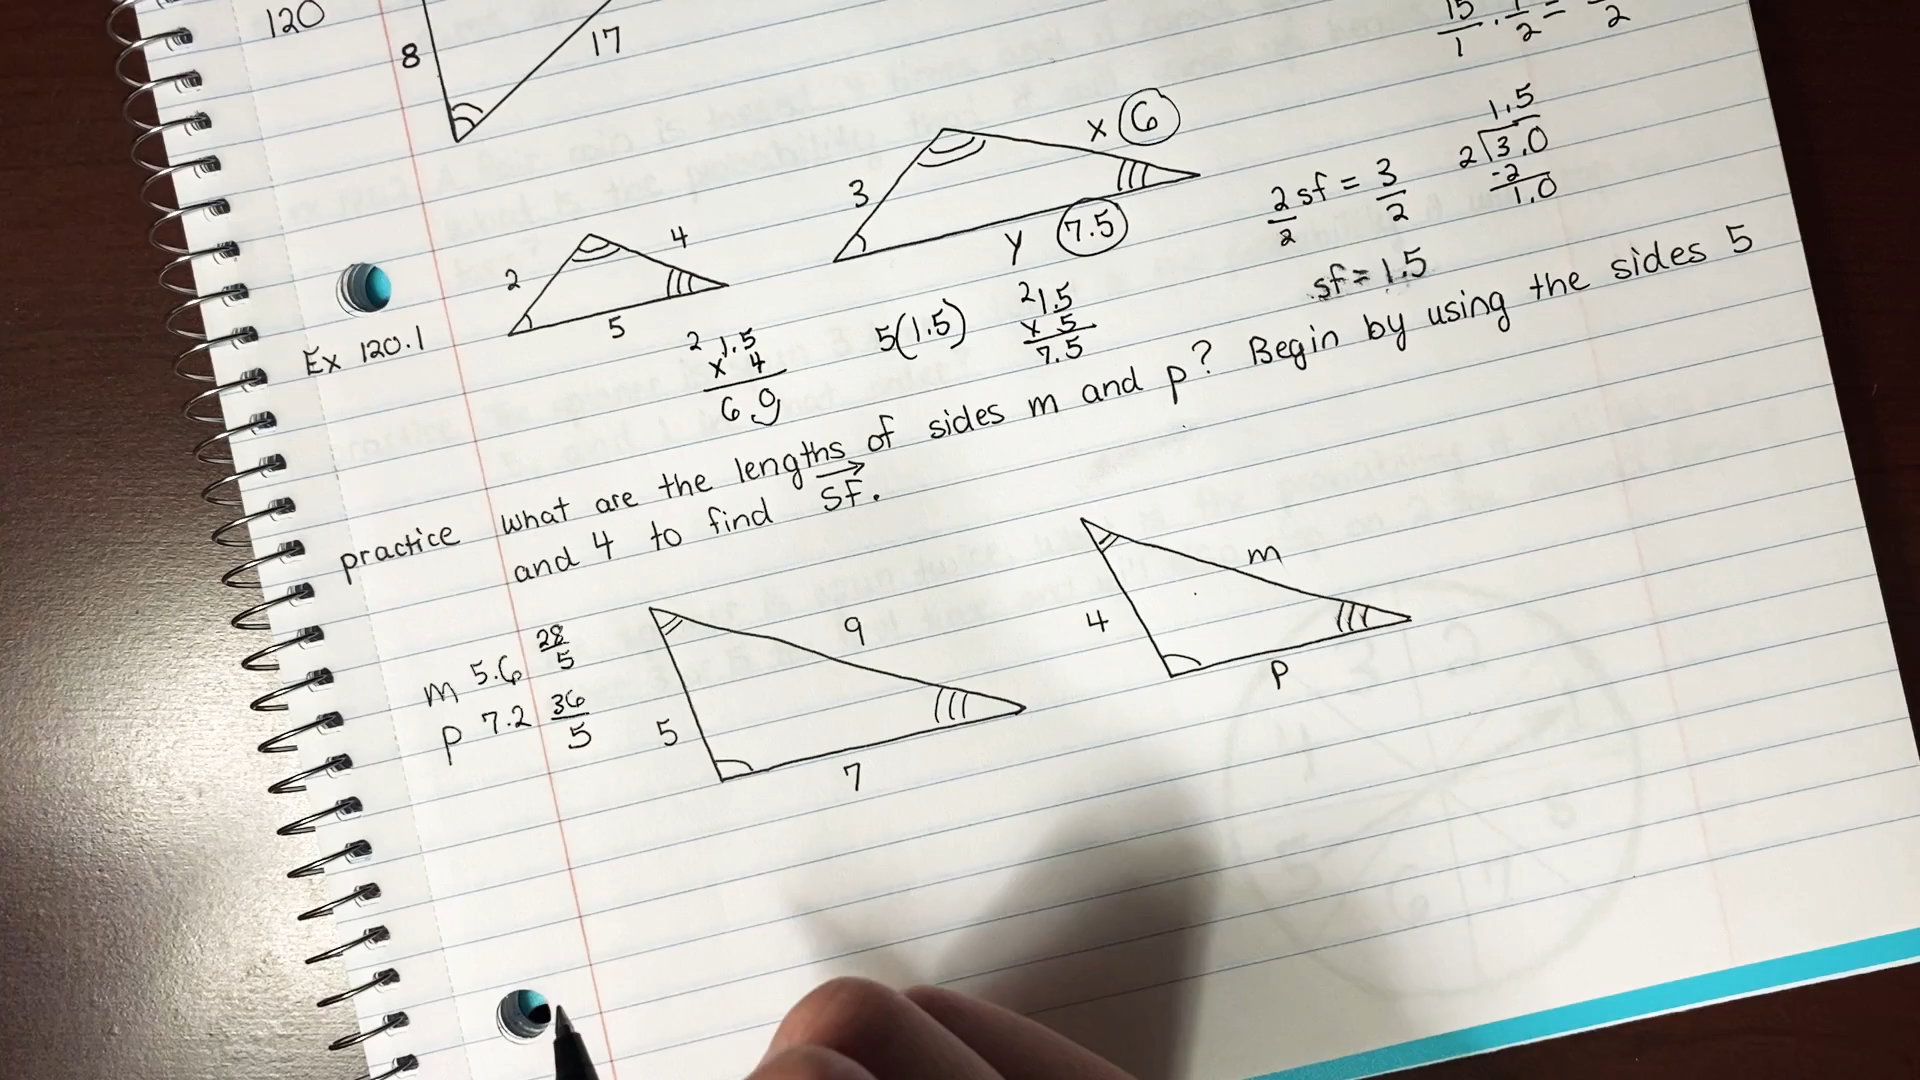 120
8
17
15/1 · 1/2 = /2
Ex 120.1
2
4
5
3
x 6
y 7.5
2/2 sf = 3/2
1.5
2 3.0
-2
1.0
sf = 1.5
2 1.5
x 4
6.0
5(1.5)
2 1.5
x 5
7.5
practice what are the lengths of sides m and p? Begin by using the sides 5
and 4 to find SF.
m 5.6 28/5
p 7.2 36/5
9
5
7
4
m
p